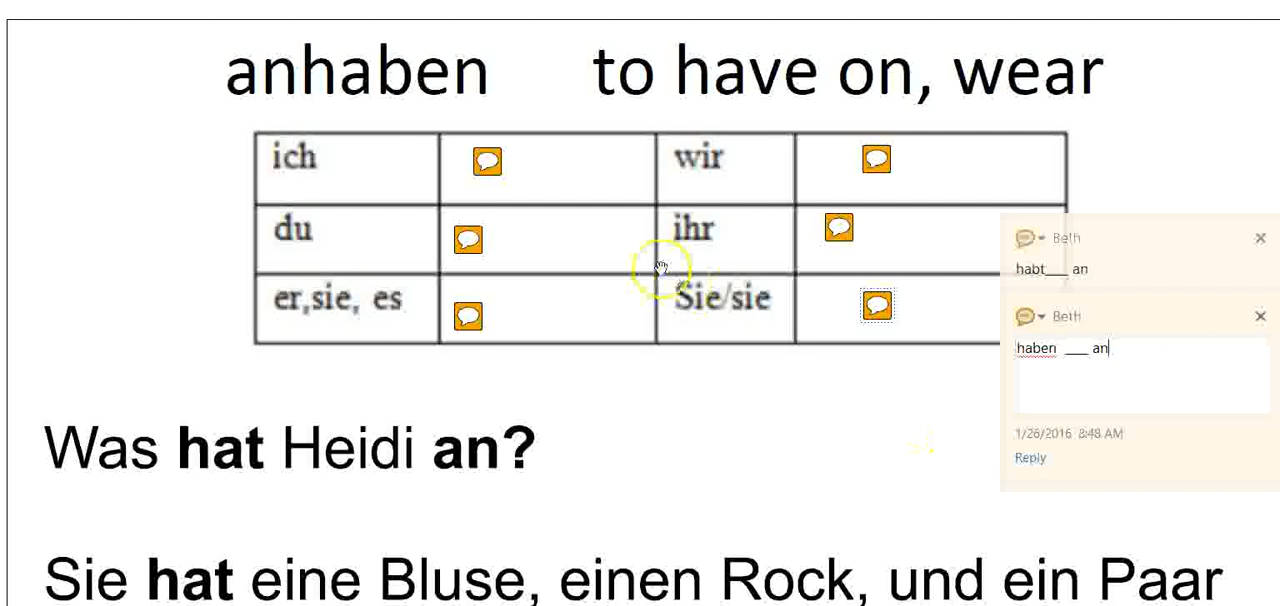 anhaben to have on, wear
ich wir
du ihr
er,sie, es Sie/sie
Beth
habt___ an
Beth
haben ___ an
1/26/2016 8:48 AM
Reply
Was hat Heidi an?
Sie hat eine Bluse, einen Rock, und ein Paar